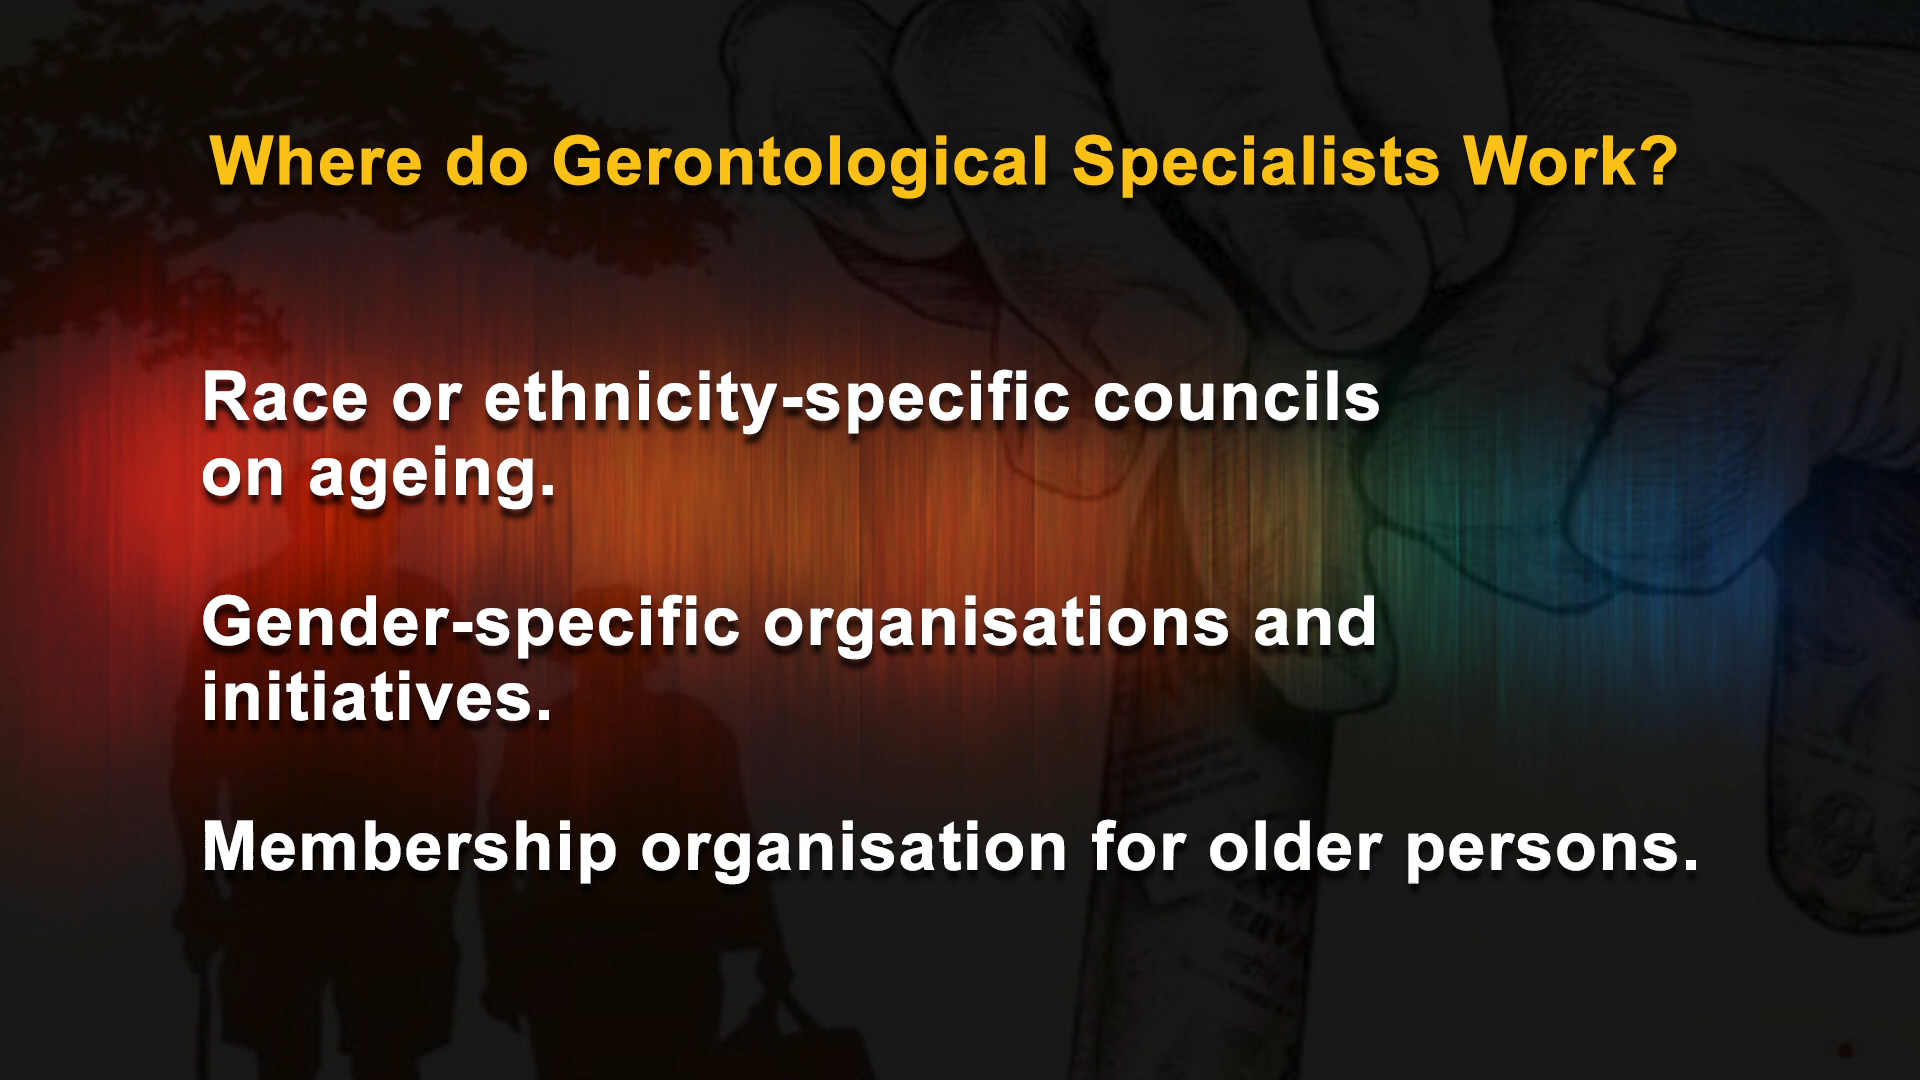 Where do Gerontological Specialists Work?
Race or ethnicity-specific councils
on ageing.
Gender-specific organisations and
initiatives.
Membership organisation for older persons.